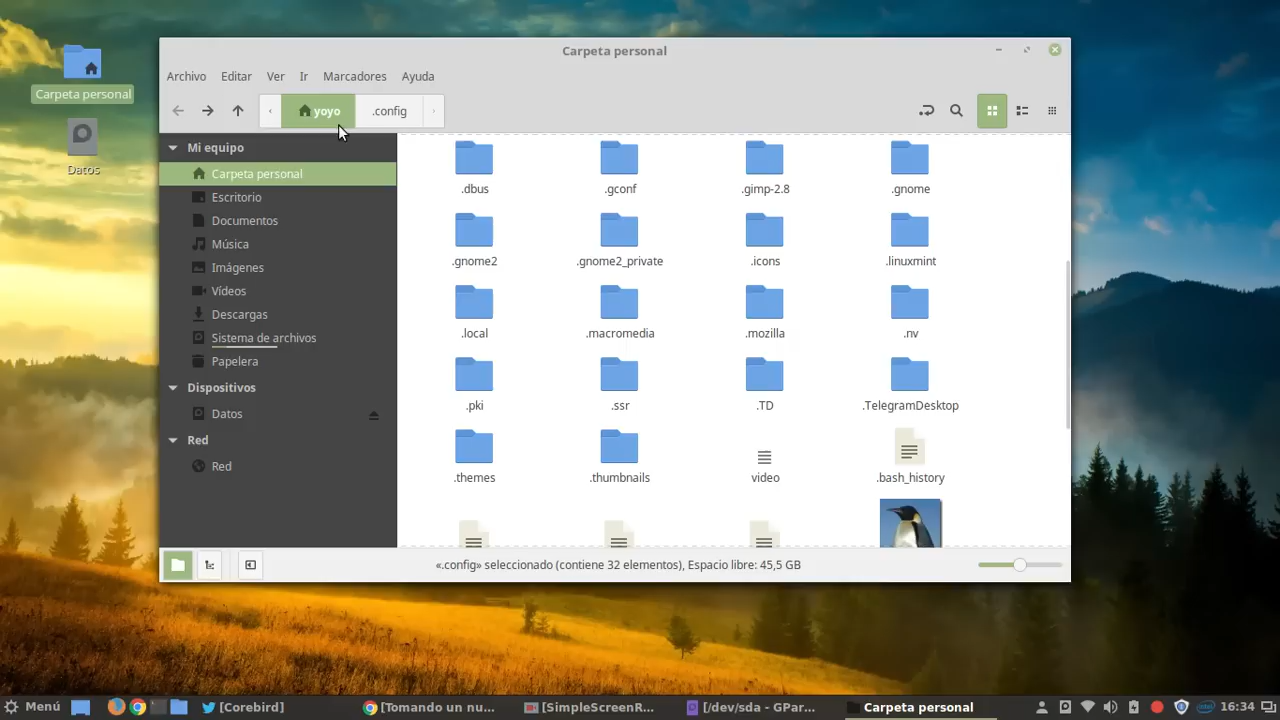 Carpeta personal
Archivo Editar Ver Ir Marcadores Ayuda
yoyo .config
Carpeta personal
Datos
Mi equipo
Carpeta personal
Escritorio
Documentos
Música
Imágenes
Vídeos
Descargas
Sistema de archivos
Papelera
Dispositivos
Datos
Red
Red
.dbus .gconf .gimp-2.8 .gnome
.gnome2 .gnome2_private .icons .linuxmint
.local .macromedia .mozilla .nv
.pki .ssr .TD .TelegramDesktop
.themes .thumbnails video .bash_history
«.config» seleccionado (contiene 32 elementos), Espacio libre: 45,5 GB
Menú [Corebird] [Tomando un nu... [SimpleScreenR... [/dev/sda - GPar... Carpeta personal intel 16:34